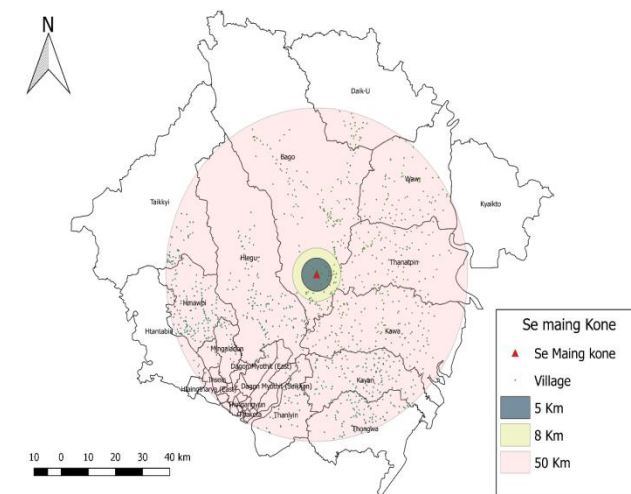 N
Daik-U
Bago
Waw
Taikkyi
Kyaikto
Hlegu
Thanatpin
Hmawbi
Htantabin
Kawa
Mingaladon
Dagon Myothit (East)
Kayan
Dagon Myothit (Seikkan)
Thanlyin
Thongwa
Se maing Kone
Se Maing kone
Village
5 Km
8 Km
50 Km
10 0 10 20 30 40 km